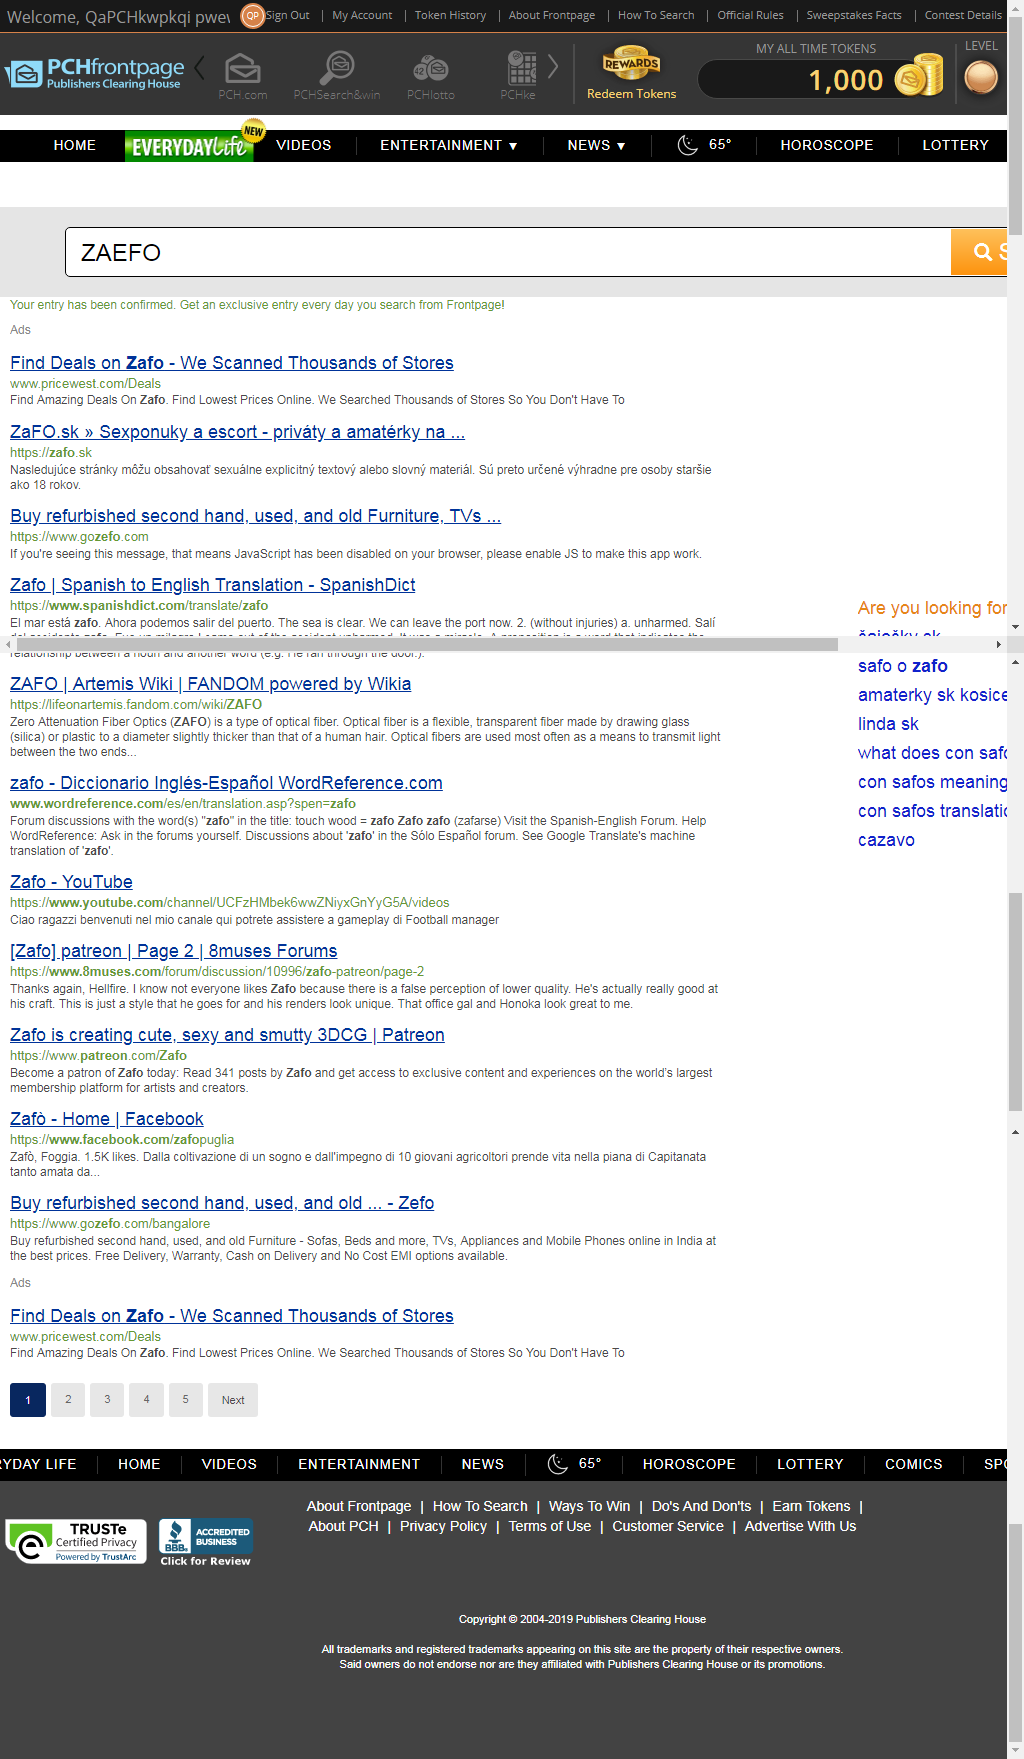 Welcome, QaPCHkwpkqi pwe
QP Sign Out | My Account | Token History | About Frontpage | How To Search | Official Rules | Sweepstakes Facts | Contest Details
PCHfrontpage
Publishers Clearing House
PCH.com PCHSearch&win PCHlotto PCHke
REWARDS
Redeem Tokens
MY ALL TIME TOKENS
1,000
LEVEL
HOME EVERYDAY Life NEW VIDEOS ENTERTAINMENT ▼ NEWS ▼ 65° HOROSCOPE LOTTERY
ZAEFO
S
Your entry has been confirmed. Get an exclusive entry every day you search from Frontpage!
Ads
Find Deals on Zafo - We Scanned Thousands of Stores
www.pricewest.com/Deals
Find Amazing Deals On Zafo. Find Lowest Prices Online. We Searched Thousands of Stores So You Don't Have To
ZaFO.sk » Sexponuky a escort - priváty a amatérky na ...
https://zafo.sk
Nasledujúce stránky môžu obsahovať sexuálne explicitný textový alebo slovný materiál. Sú preto určené výhradne pre osoby staršie
ako 18 rokov.
Buy refurbished second hand, used, and old Furniture, TVs ...
https://www.gozefo.com
If you're seeing this message, that means JavaScript has been disabled on your browser, please enable JS to make this app work.
Zafo | Spanish to English Translation - SpanishDict
https://www.spanishdict.com/translate/zafo
El mar está zafo. Ahora podemos salir del puerto. The sea is clear. We can leave the port now. 2. (without injuries) a. unharmed. Salí
relationship between a noun and another word (e.g. He ran through the door.).
ZAFO | Artemis Wiki | FANDOM powered by Wikia
https://lifeonartemis.fandom.com/wiki/ZAFO
Zero Attenuation Fiber Optics (ZAFO) is a type of optical fiber. Optical fiber is a flexible, transparent fiber made by drawing glass
(silica) or plastic to a diameter slightly thicker than that of a human hair. Optical fibers are used most often as a means to transmit light
between the two ends...
zafo - Diccionario Inglés-Español WordReference.com
www.wordreference.com/es/en/translation.asp?spen=zafo
Forum discussions with the word(s) "zafo" in the title: touch wood = zafo Zafo zafo (zafarse) Visit the Spanish-English Forum. Help
WordReference: Ask in the forums yourself. Discussions about 'zafo' in the Sólo Español forum. See Google Translate's machine
translation of 'zafo'.
Zafo - YouTube
https://www.youtube.com/channel/UCFzHMbek6wwZNiyxGnYyG5A/videos
Ciao ragazzi benvenuti nel mio canale qui potrete assistere a gameplay di Football manager
[Zafo] patreon | Page 2 | 8muses Forums
https://www.8muses.com/forum/discussion/10996/zafo-patreon/page-2
Thanks again, Hellfire. I know not everyone likes Zafo because there is a false perception of lower quality. He's actually really good at
his craft. This is just a style that he goes for and his renders look unique. That office gal and Honoka look great to me.
Zafo is creating cute, sexy and smutty 3DCG | Patreon
https://www.patreon.com/Zafo
Become a patron of Zafo today: Read 341 posts by Zafo and get access to exclusive content and experiences on the world's largest
membership platform for artists and creators.
Zafò - Home | Facebook
https://www.facebook.com/zafopuglia
Zafò, Foggia. 1.5K likes. Dalla coltivazione di un sogno e dall'impegno di 10 giovani agricoltori prende vita nella piana di Capitanata
tanto amata da...
Buy refurbished second hand, used, and old ... - Zefo
https://www.gozefo.com/bangalore
Buy refurbished second hand, used, and old Furniture - Sofas, Beds and more, TVs, Appliances and Mobile Phones online in India at
the best prices. Free Delivery, Warranty, Cash on Delivery and No Cost EMI options available.
Ads
Find Deals on Zafo - We Scanned Thousands of Stores
www.pricewest.com/Deals
Find Amazing Deals On Zafo. Find Lowest Prices Online. We Searched Thousands of Stores So You Don't Have To
Are you looking for
safo o zafo
amaterky sk kosice
linda sk
what does con safo
con safos meaning
con safos translatio
cazavo
1 2 3 4 5 Next
RYDAY LIFE HOME VIDEOS ENTERTAINMENT NEWS 65° HOROSCOPE LOTTERY COMICS SPO
About Frontpage | How To Search | Ways To Win | Do's And Don'ts | Earn Tokens |
About PCH | Privacy Policy | Terms of Use | Customer Service | Advertise With Us
TRUSTe
Certified Privacy
Powered by TrustArc
BBB.
ACCREDITED
BUSINESS
Click for Review
Copyright © 2004-2019 Publishers Clearing House
All trademarks and registered trademarks appearing on this site are the property of their respective owners.
Said owners do not endorse nor are they affiliated with Publishers Clearing House or its promotions.